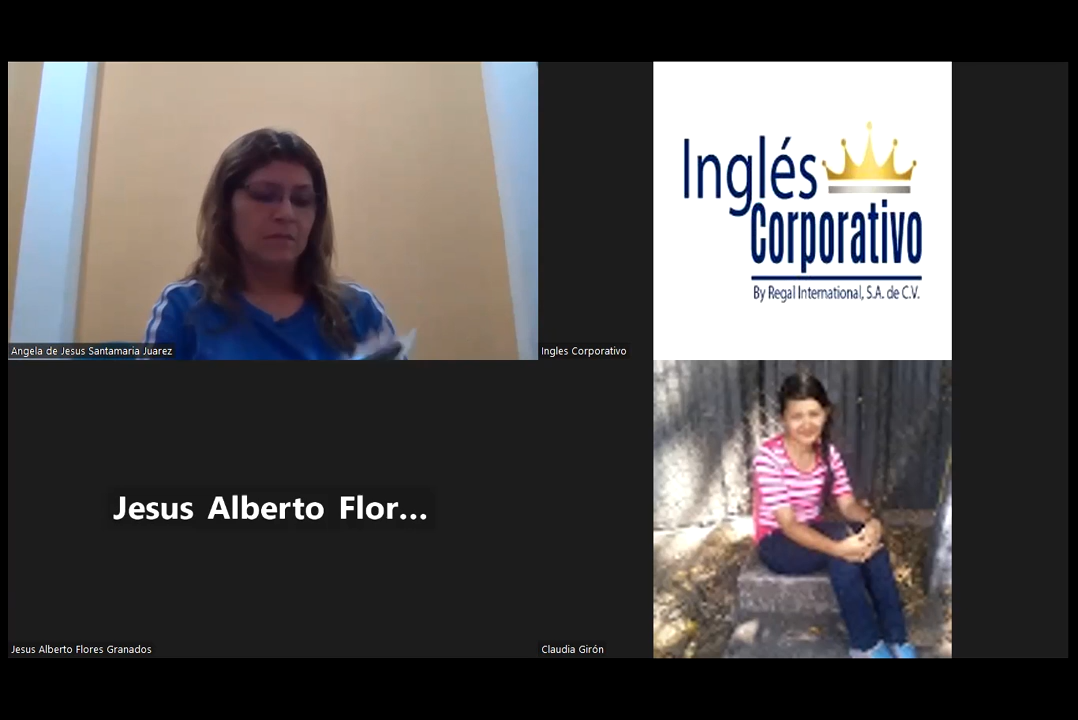 Inglés
Corporativo
By Regal International, S.A. de C.V.
Angela de Jesus Santamaria Juarez
Ingles Corporativo
Jesus Alberto Flor...
Jesus Alberto Flores Granados
Claudia Girón